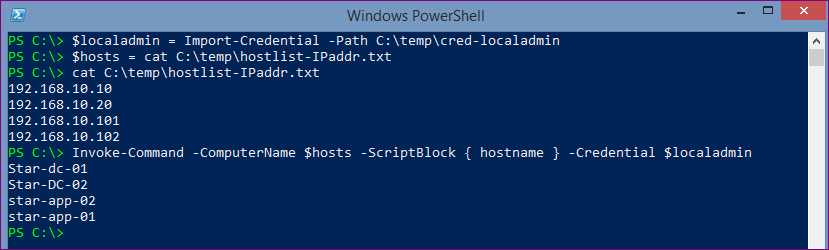 Windows PowerShell
PS C:\> $localadmin = Import-Credential -Path C:\temp\cred-localadmin
PS C:\> $hosts = cat C:\temp\hostlist-IPaddr.txt
PS C:\> cat C:\temp\hostlist-IPaddr.txt
192.168.10.10
192.168.10.20
192.168.10.101
192.168.10.102
PS C:\> Invoke-Command -ComputerName $hosts -ScriptBlock { hostname } -Credential $localadmin
Star-dc-01
Star-DC-02
star-app-02
star-app-01
PS C:\>